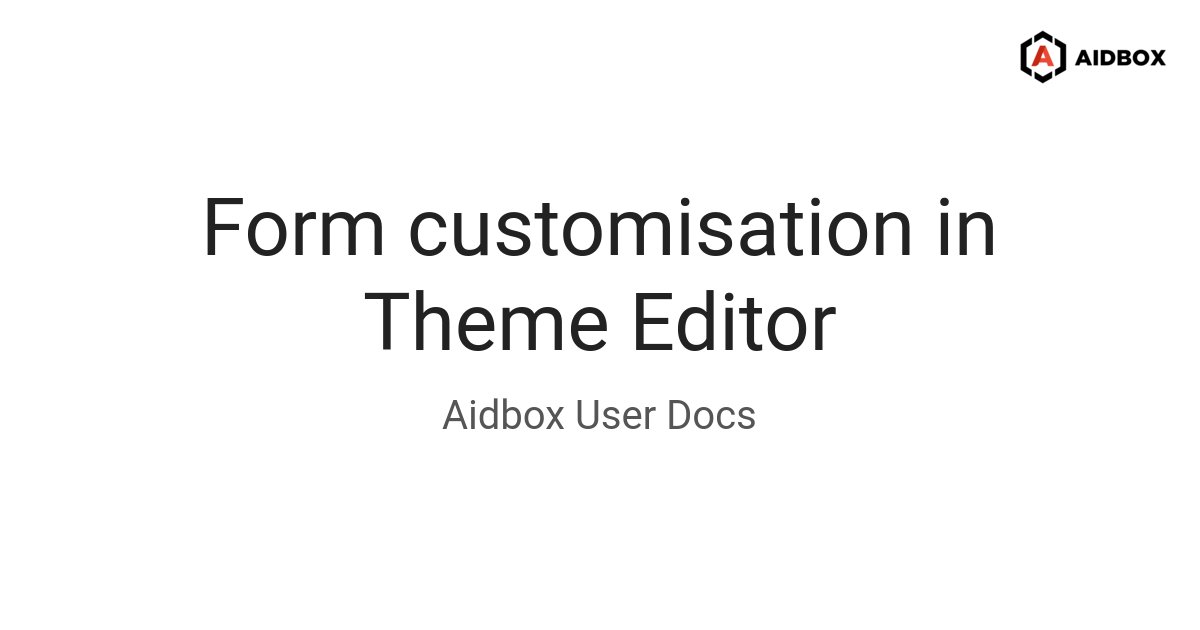 AIDBOX
Form customisation in
Theme Editor
Aidbox User Docs